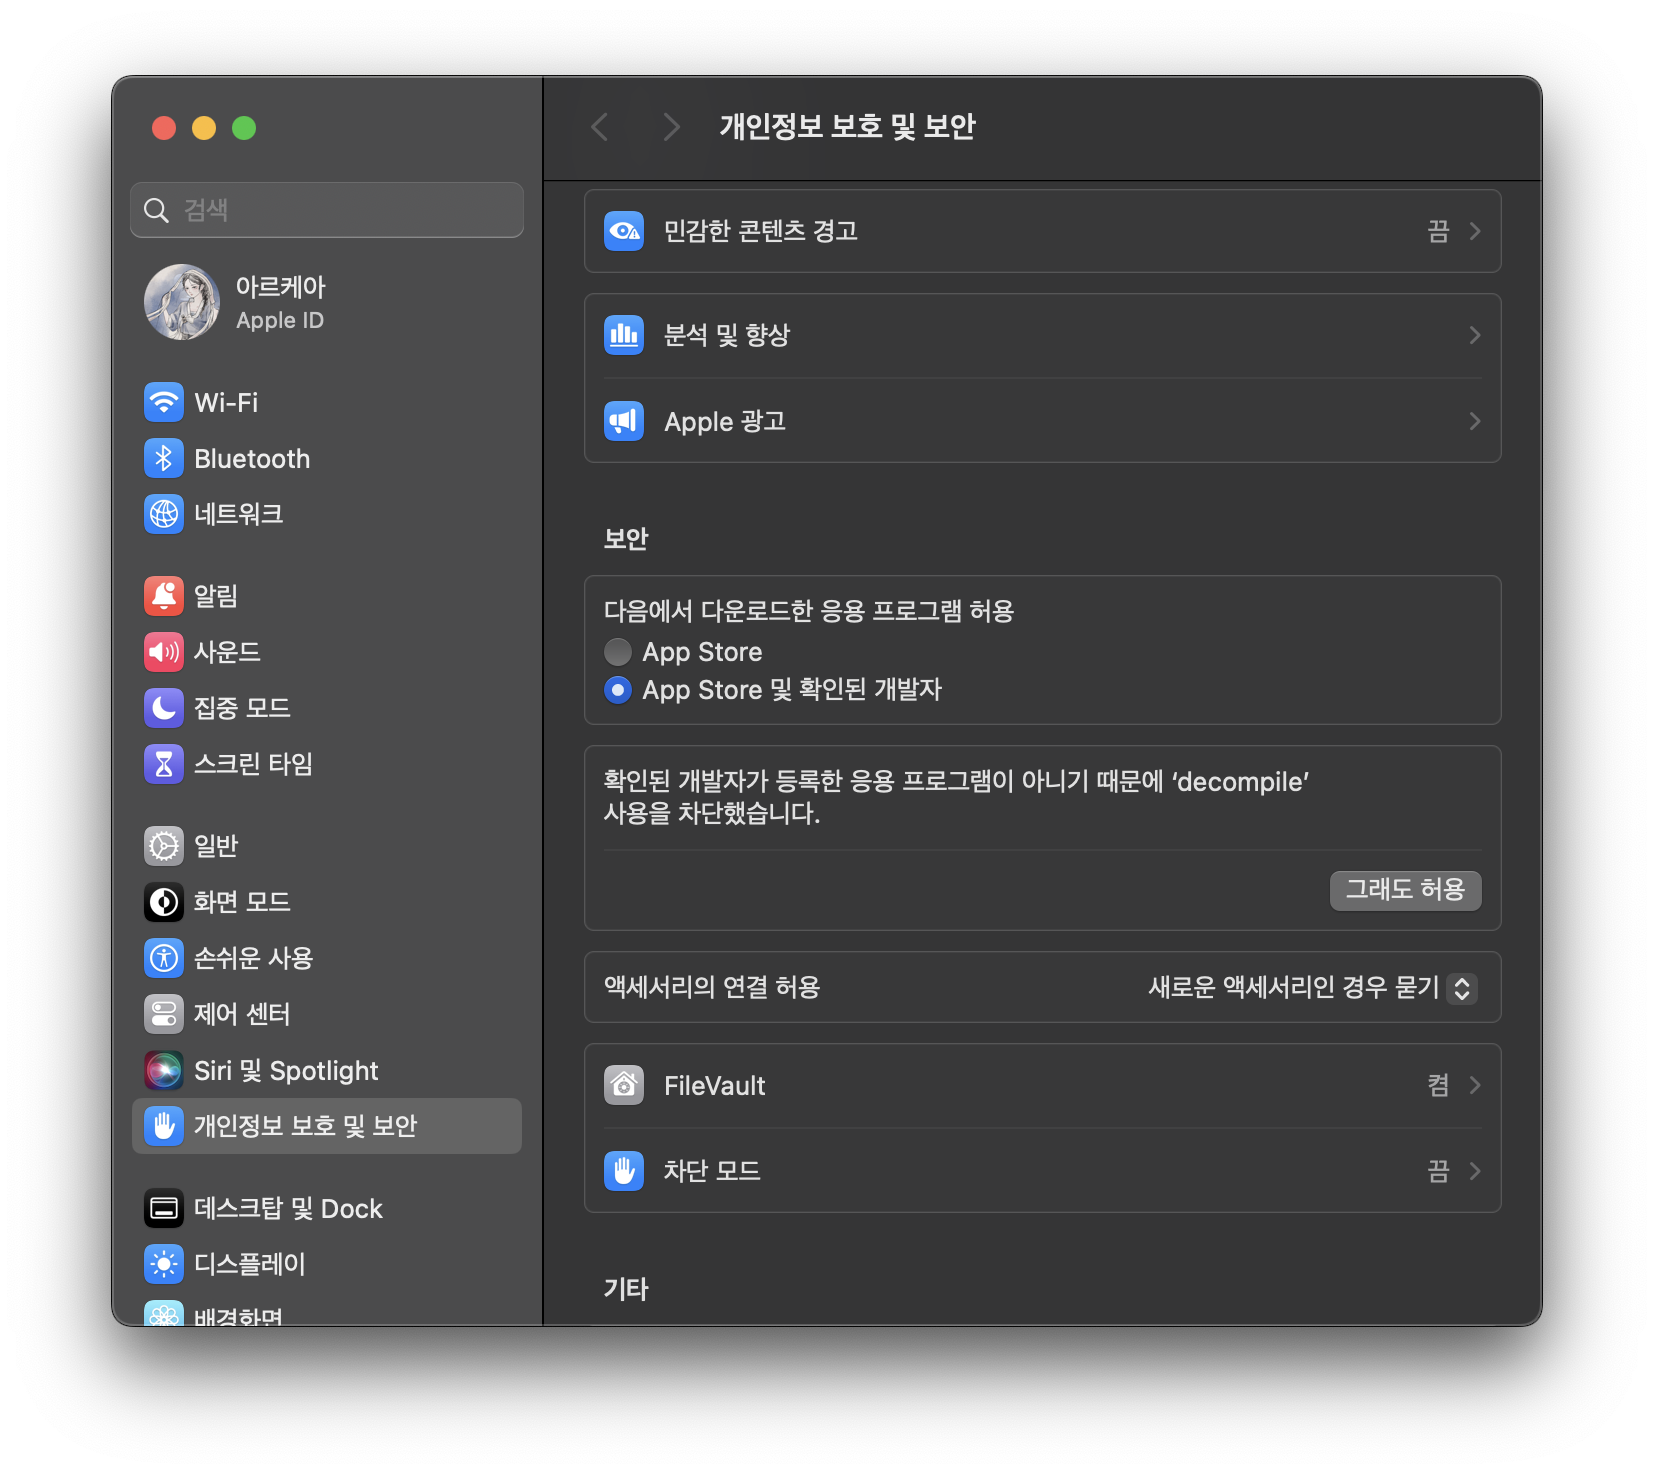 개인정보 보호 및 보안
검색
아르케아
Apple ID
Wi-Fi
Bluetooth
네트워크
알림
사운드
집중 모드
스크린 타임
일반
화면 모드
손쉬운 사용
제어 센터
Siri 및 Spotlight
개인정보 보호 및 보안
데스크탑 및 Dock
디스플레이
배경화면
민감한 콘텐츠 경고 끔
분석 및 향상
Apple 광고
보안
다음에서 다운로드한 응용 프로그램 허용
App Store
App Store 및 확인된 개발자
확인된 개발자가 등록한 응용 프로그램이 아니기 때문에 ‘decompile’
사용을 차단했습니다.
그래도 허용
액세서리의 연결 허용 새로운 액세서리인 경우 묻기
FileVault 켬
차단 모드 끔
기타